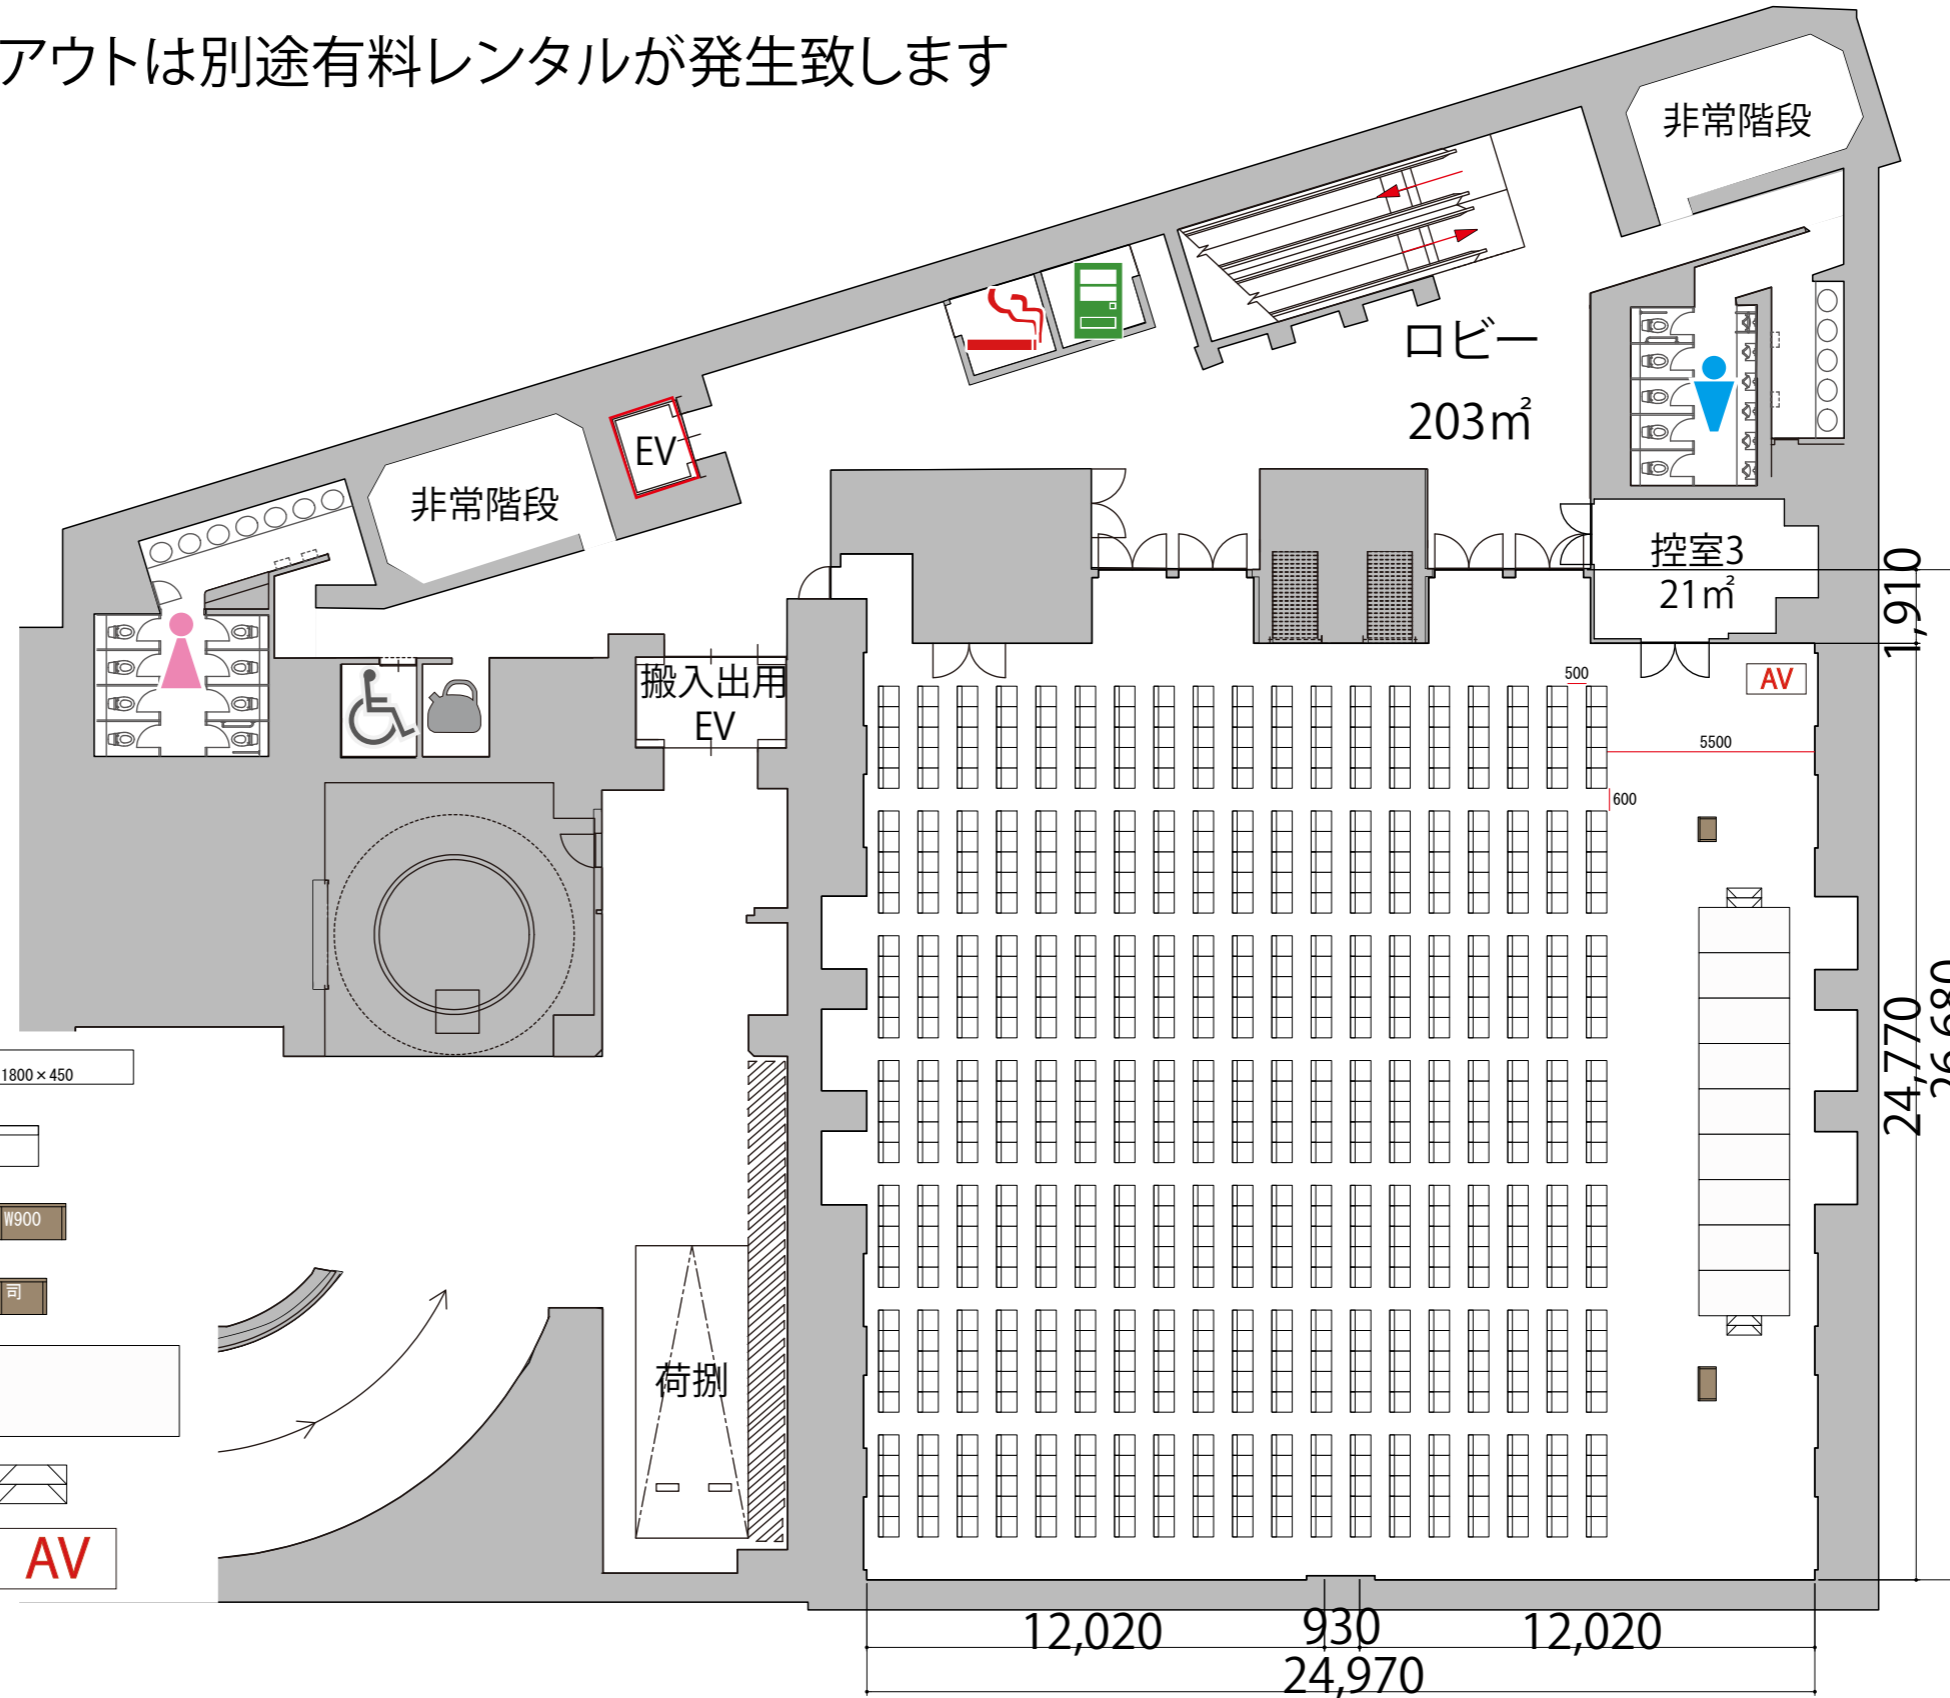 アウトは別途有料レンタルが発生致します
非常階段
ロビー
203㎡
EV
非常階段
控室3
21㎡
1,910
搬入出用
EV
500
AV
5500
600
24,770
26,680
1800×450
W900
司
荷捌
AV
12,020
930
12,020
24,970